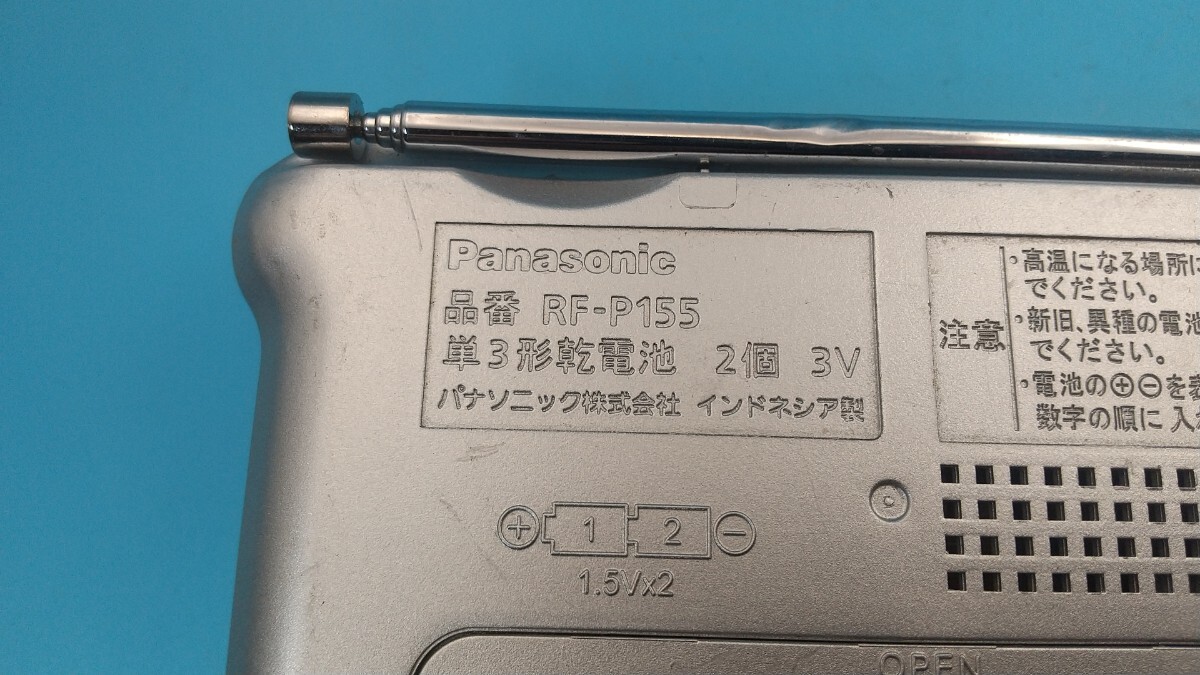 Panasonic
品番 RF-P155
単3形乾電池 2個 3V
パナソニック株式会社 インドネシア製
注意
・高温になる場所に
でください。
・新旧、異種の電池
でください。
・電池の⊕⊖を表
数字の順に入
⊕ 1 2 ⊖
1.5Vx2
OPEN